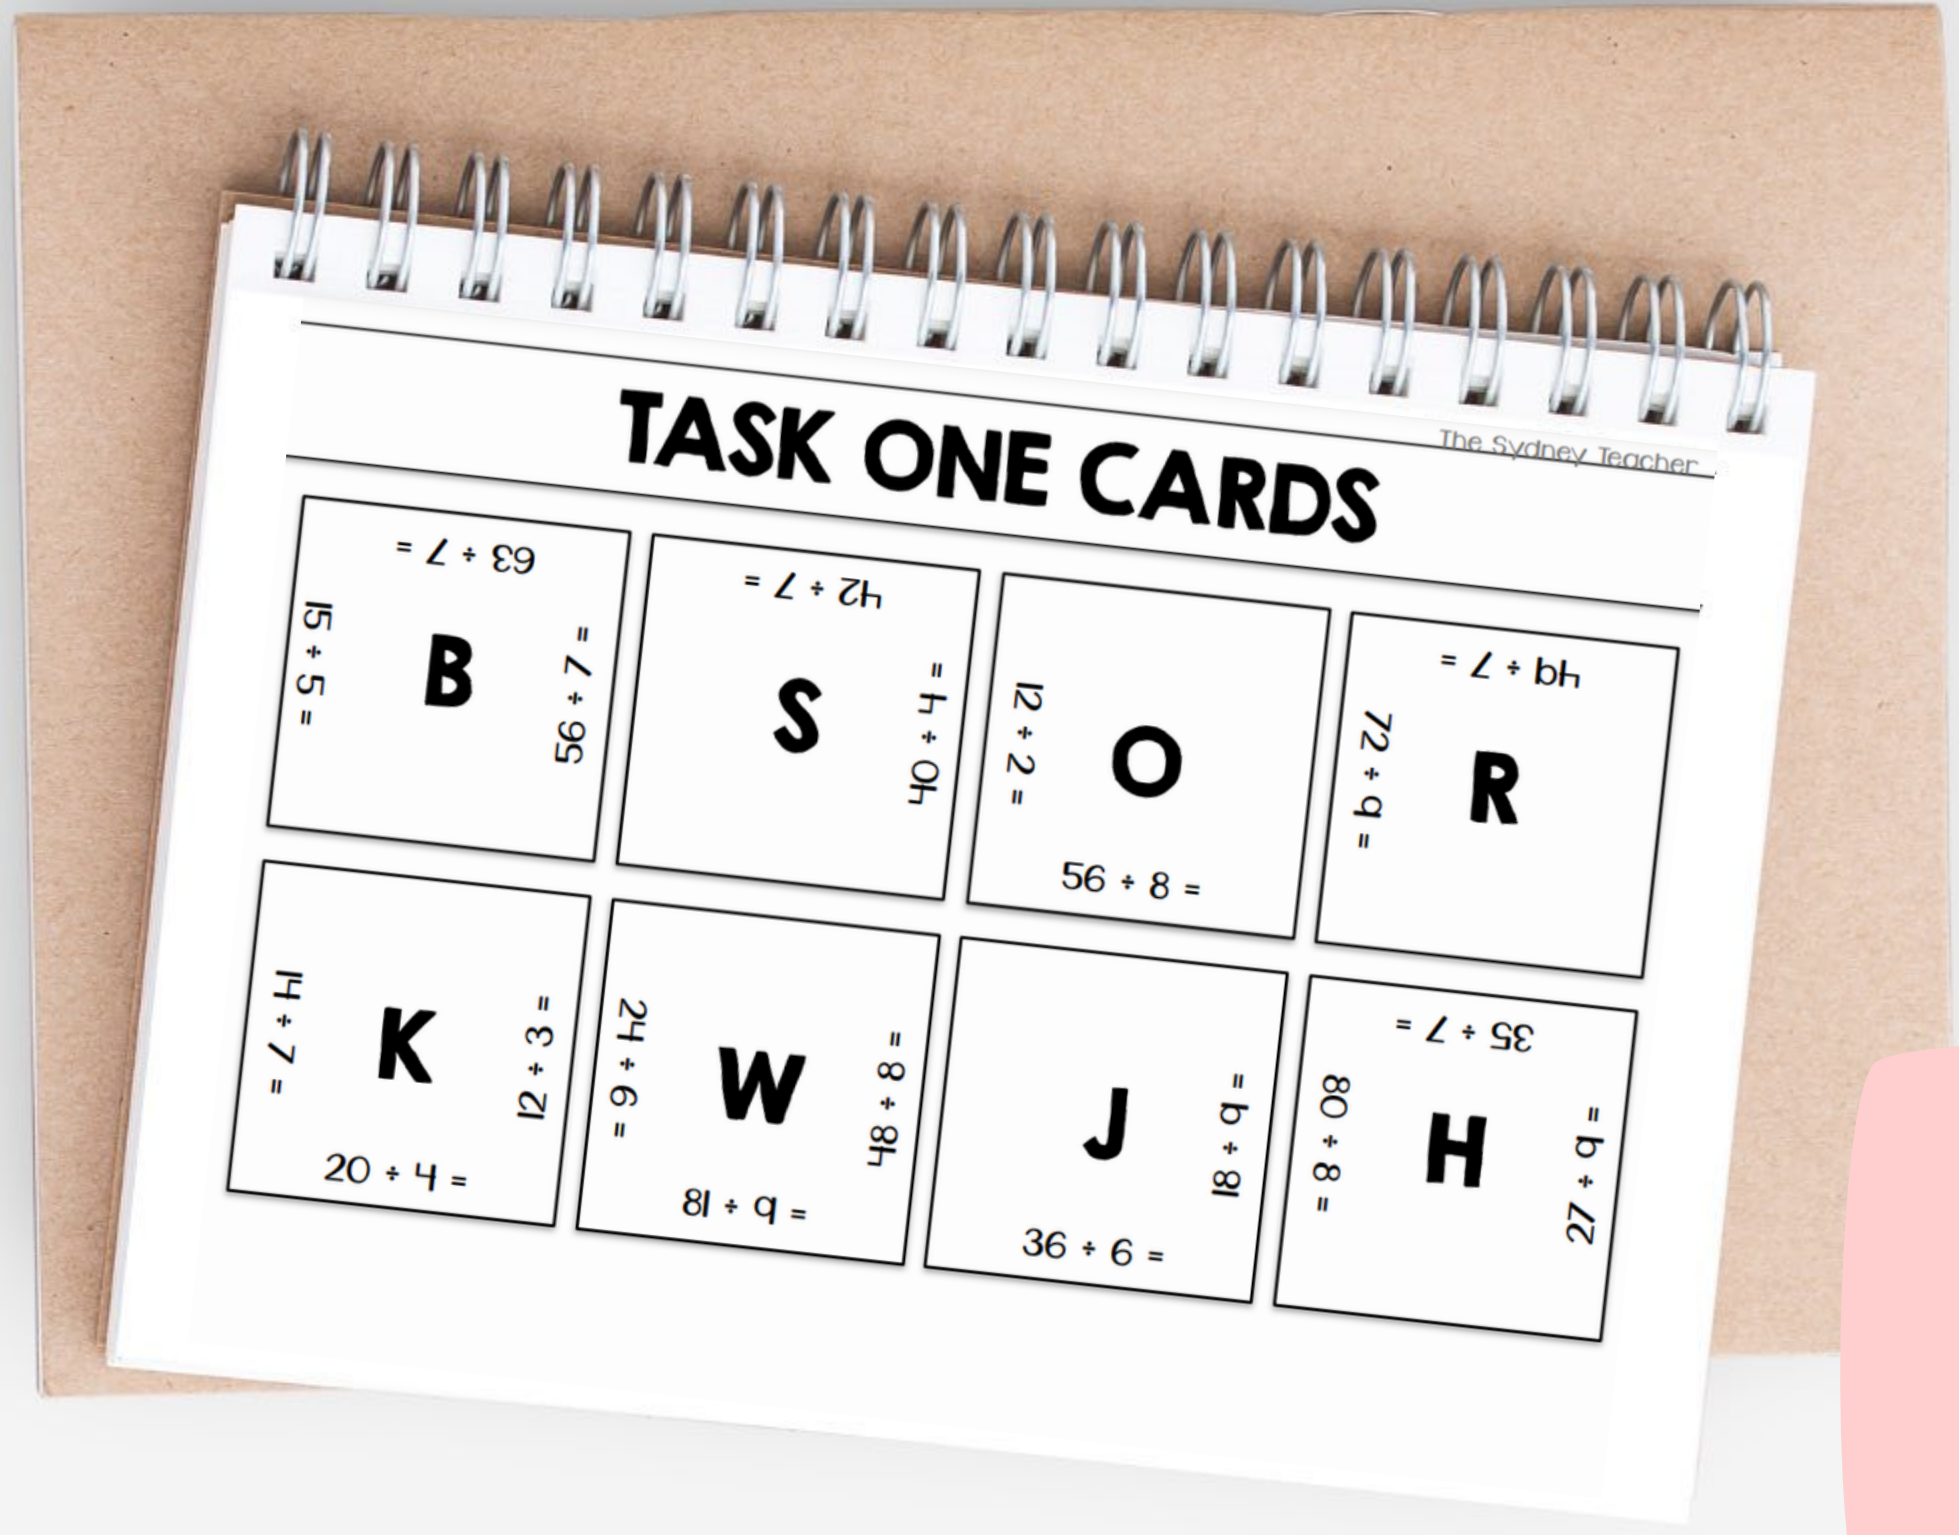 The Sydney Teacher
TASK ONE CARDS
63 ÷ 7 =
15 ÷ 5 =
B
56 ÷ 7 =
42 ÷ 7 =
S
40 ÷ 4 =
12 ÷ 2 =
O
56 ÷ 8 =
49 ÷ 7 =
72 ÷ 9 =
R
14 ÷ 7 =
K
12 ÷ 3 =
20 ÷ 4 =
24 ÷ 6 =
W
48 ÷ 8 =
81 ÷ 9 =
J
18 ÷ 9 =
36 ÷ 6 =
35 ÷ 7 =
80 ÷ 8 =
H
27 ÷ 9 =